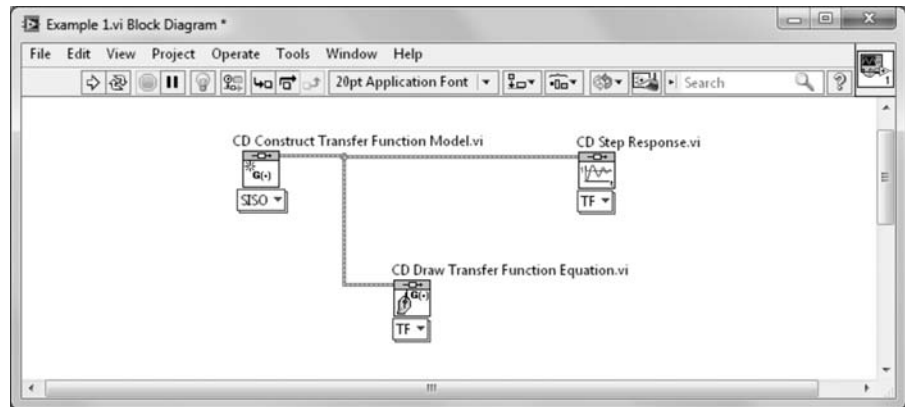 Example 1.vi Block Diagram *
File Edit View Project Operate Tools Window Help
20pt Application Font Search
1
CD Construct Transfer Function Model.vi
CD Step Response.vi
G(•)
SISO
TF
CD Draw Transfer Function Equation.vi
G(•)
TF